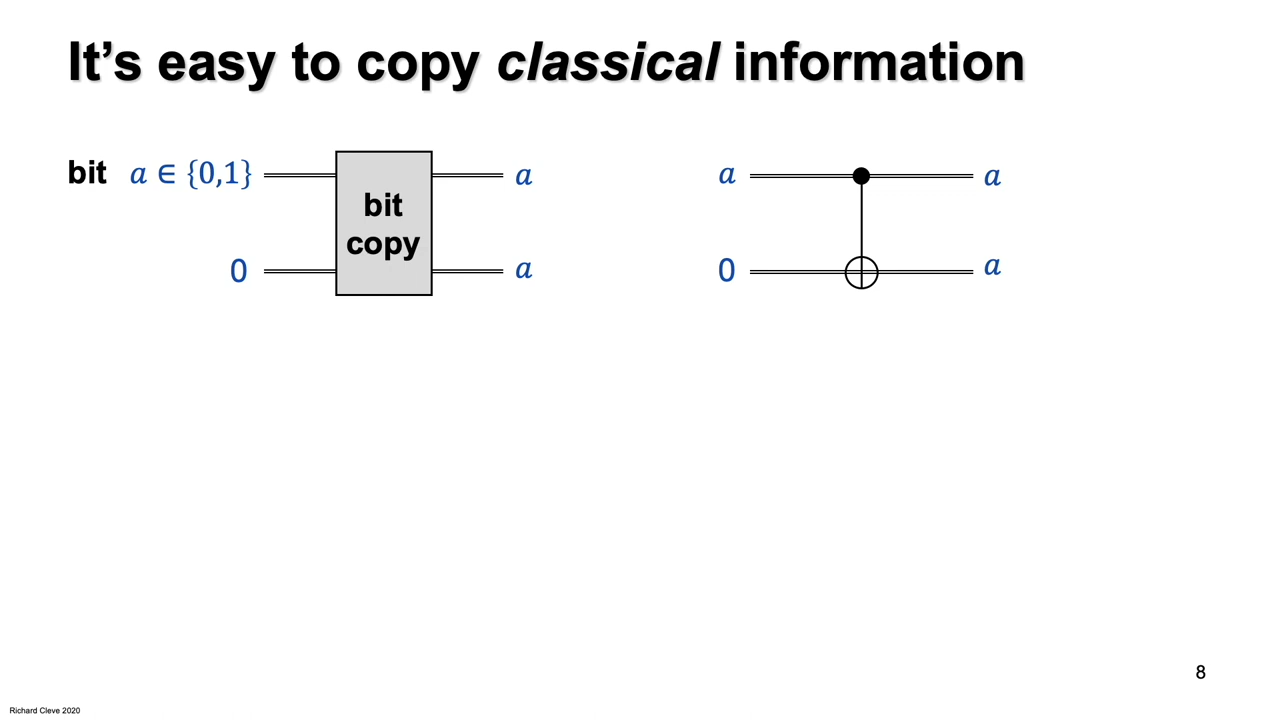 It's easy to copy classical information
bit a ∈ {0,1}
bit
copy
a
0
a
a
a
0
a
8
Richard Cleve 2020